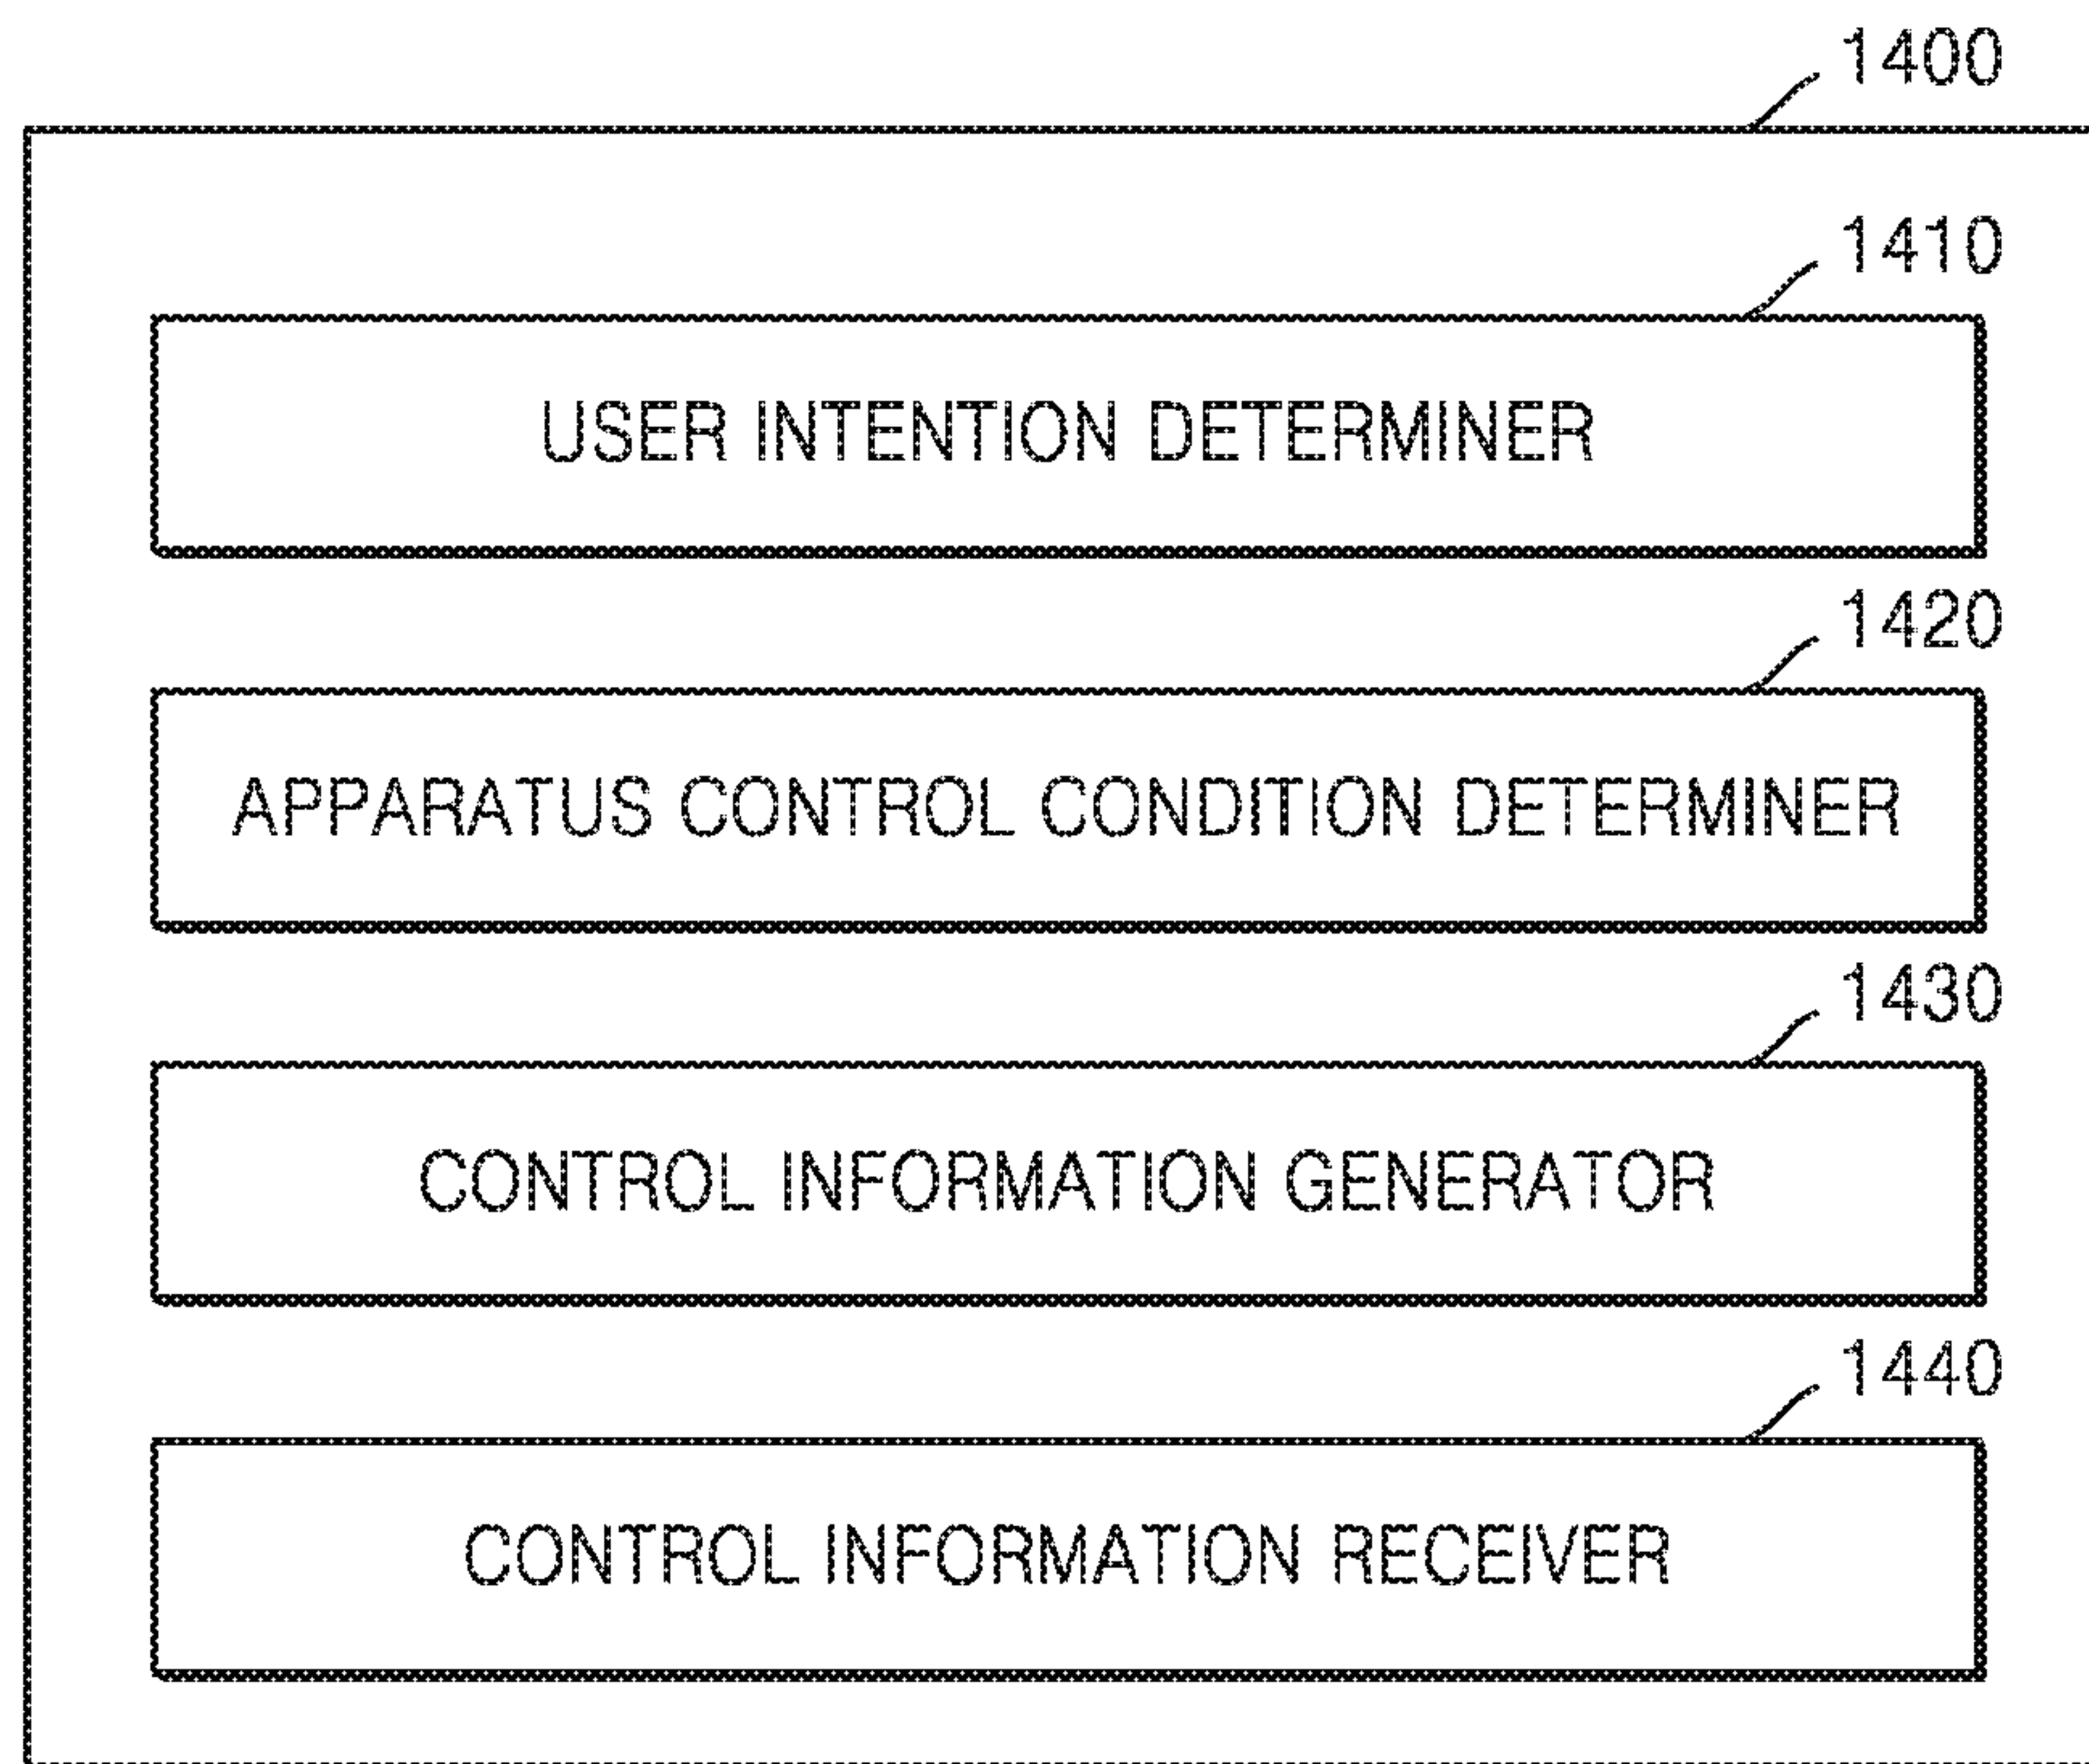 1400
1410
USER INTENTION DETERMINER
1420
APPARATUS CONTROL CONDITION DETERMINER
1430
CONTROL INFORMATION GENERATOR
1440
CONTROL INFORMATION RECEIVER